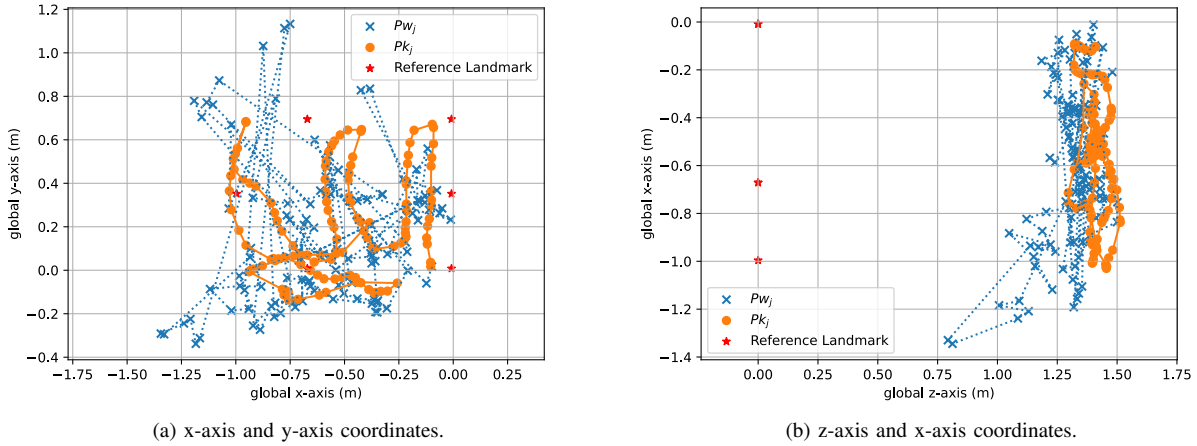 1.2
1.0
0.8
0.6
0.4
0.2
0.0
−0.2
−0.4
global y-axis (m)
Pw_j
Pk_j
Reference Landmark
−1.75 −1.50 −1.25 −1.00 −0.75 −0.50 −0.25 0.00 0.25
global x-axis (m)
(a) x-axis and y-axis coordinates.
0.0
−0.2
−0.4
−0.6
−0.8
−1.0
−1.2
−1.4
global x-axis (m)
Pw_j
Pk_j
Reference Landmark
0.00 0.25 0.50 0.75 1.00 1.25 1.50 1.75
global z-axis (m)
(b) z-axis and x-axis coordinates.